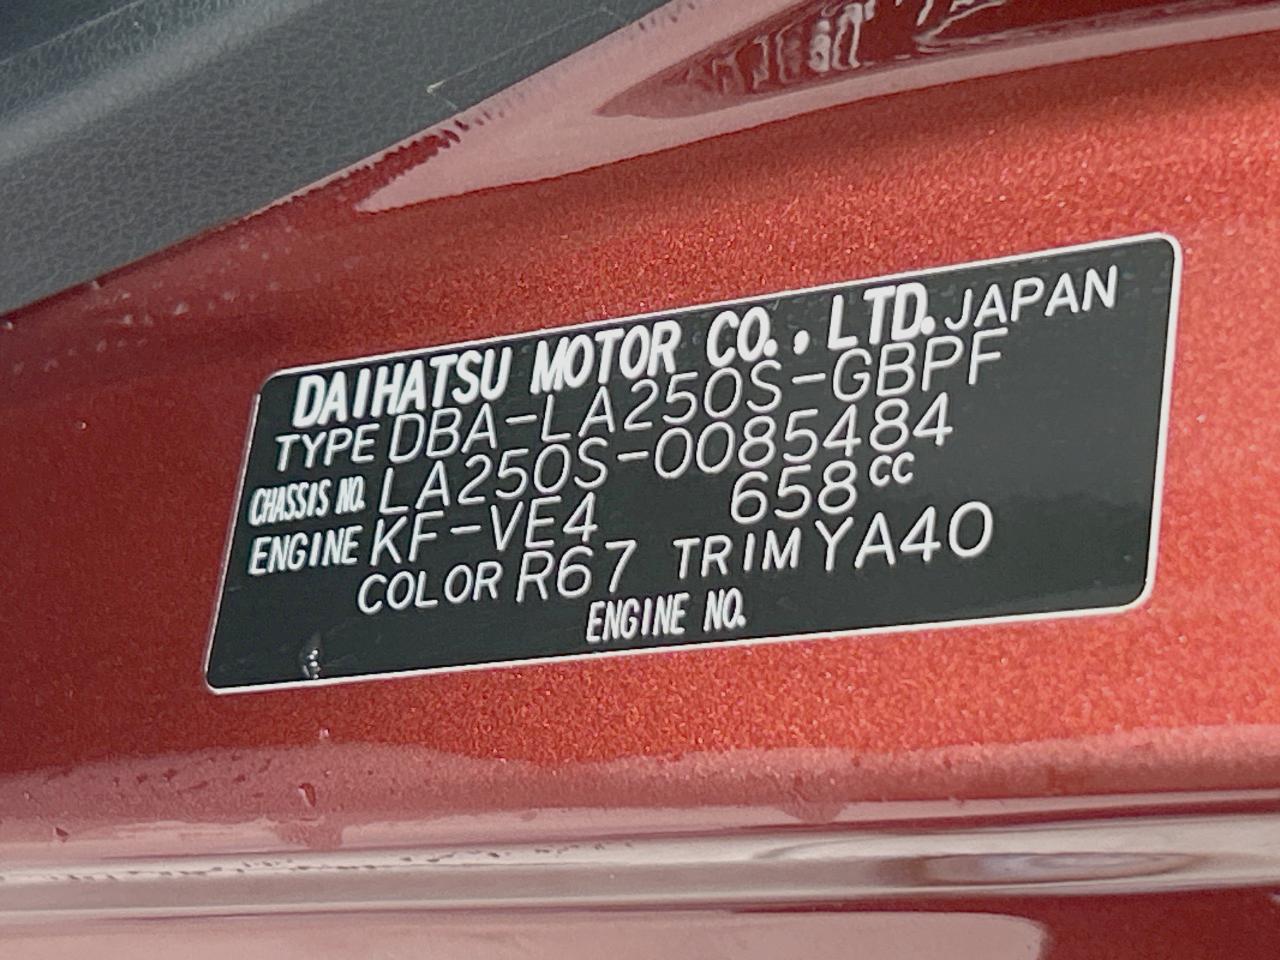 DAIHATSU MOTOR CO., LTD. JAPAN
TYPE DBA-LA250S-GBPF
CHASSIS NO. LA250S-0085484
ENGINE KF-VE4 658cc
COLOR R67 TRIM YA40
ENGINE NO.